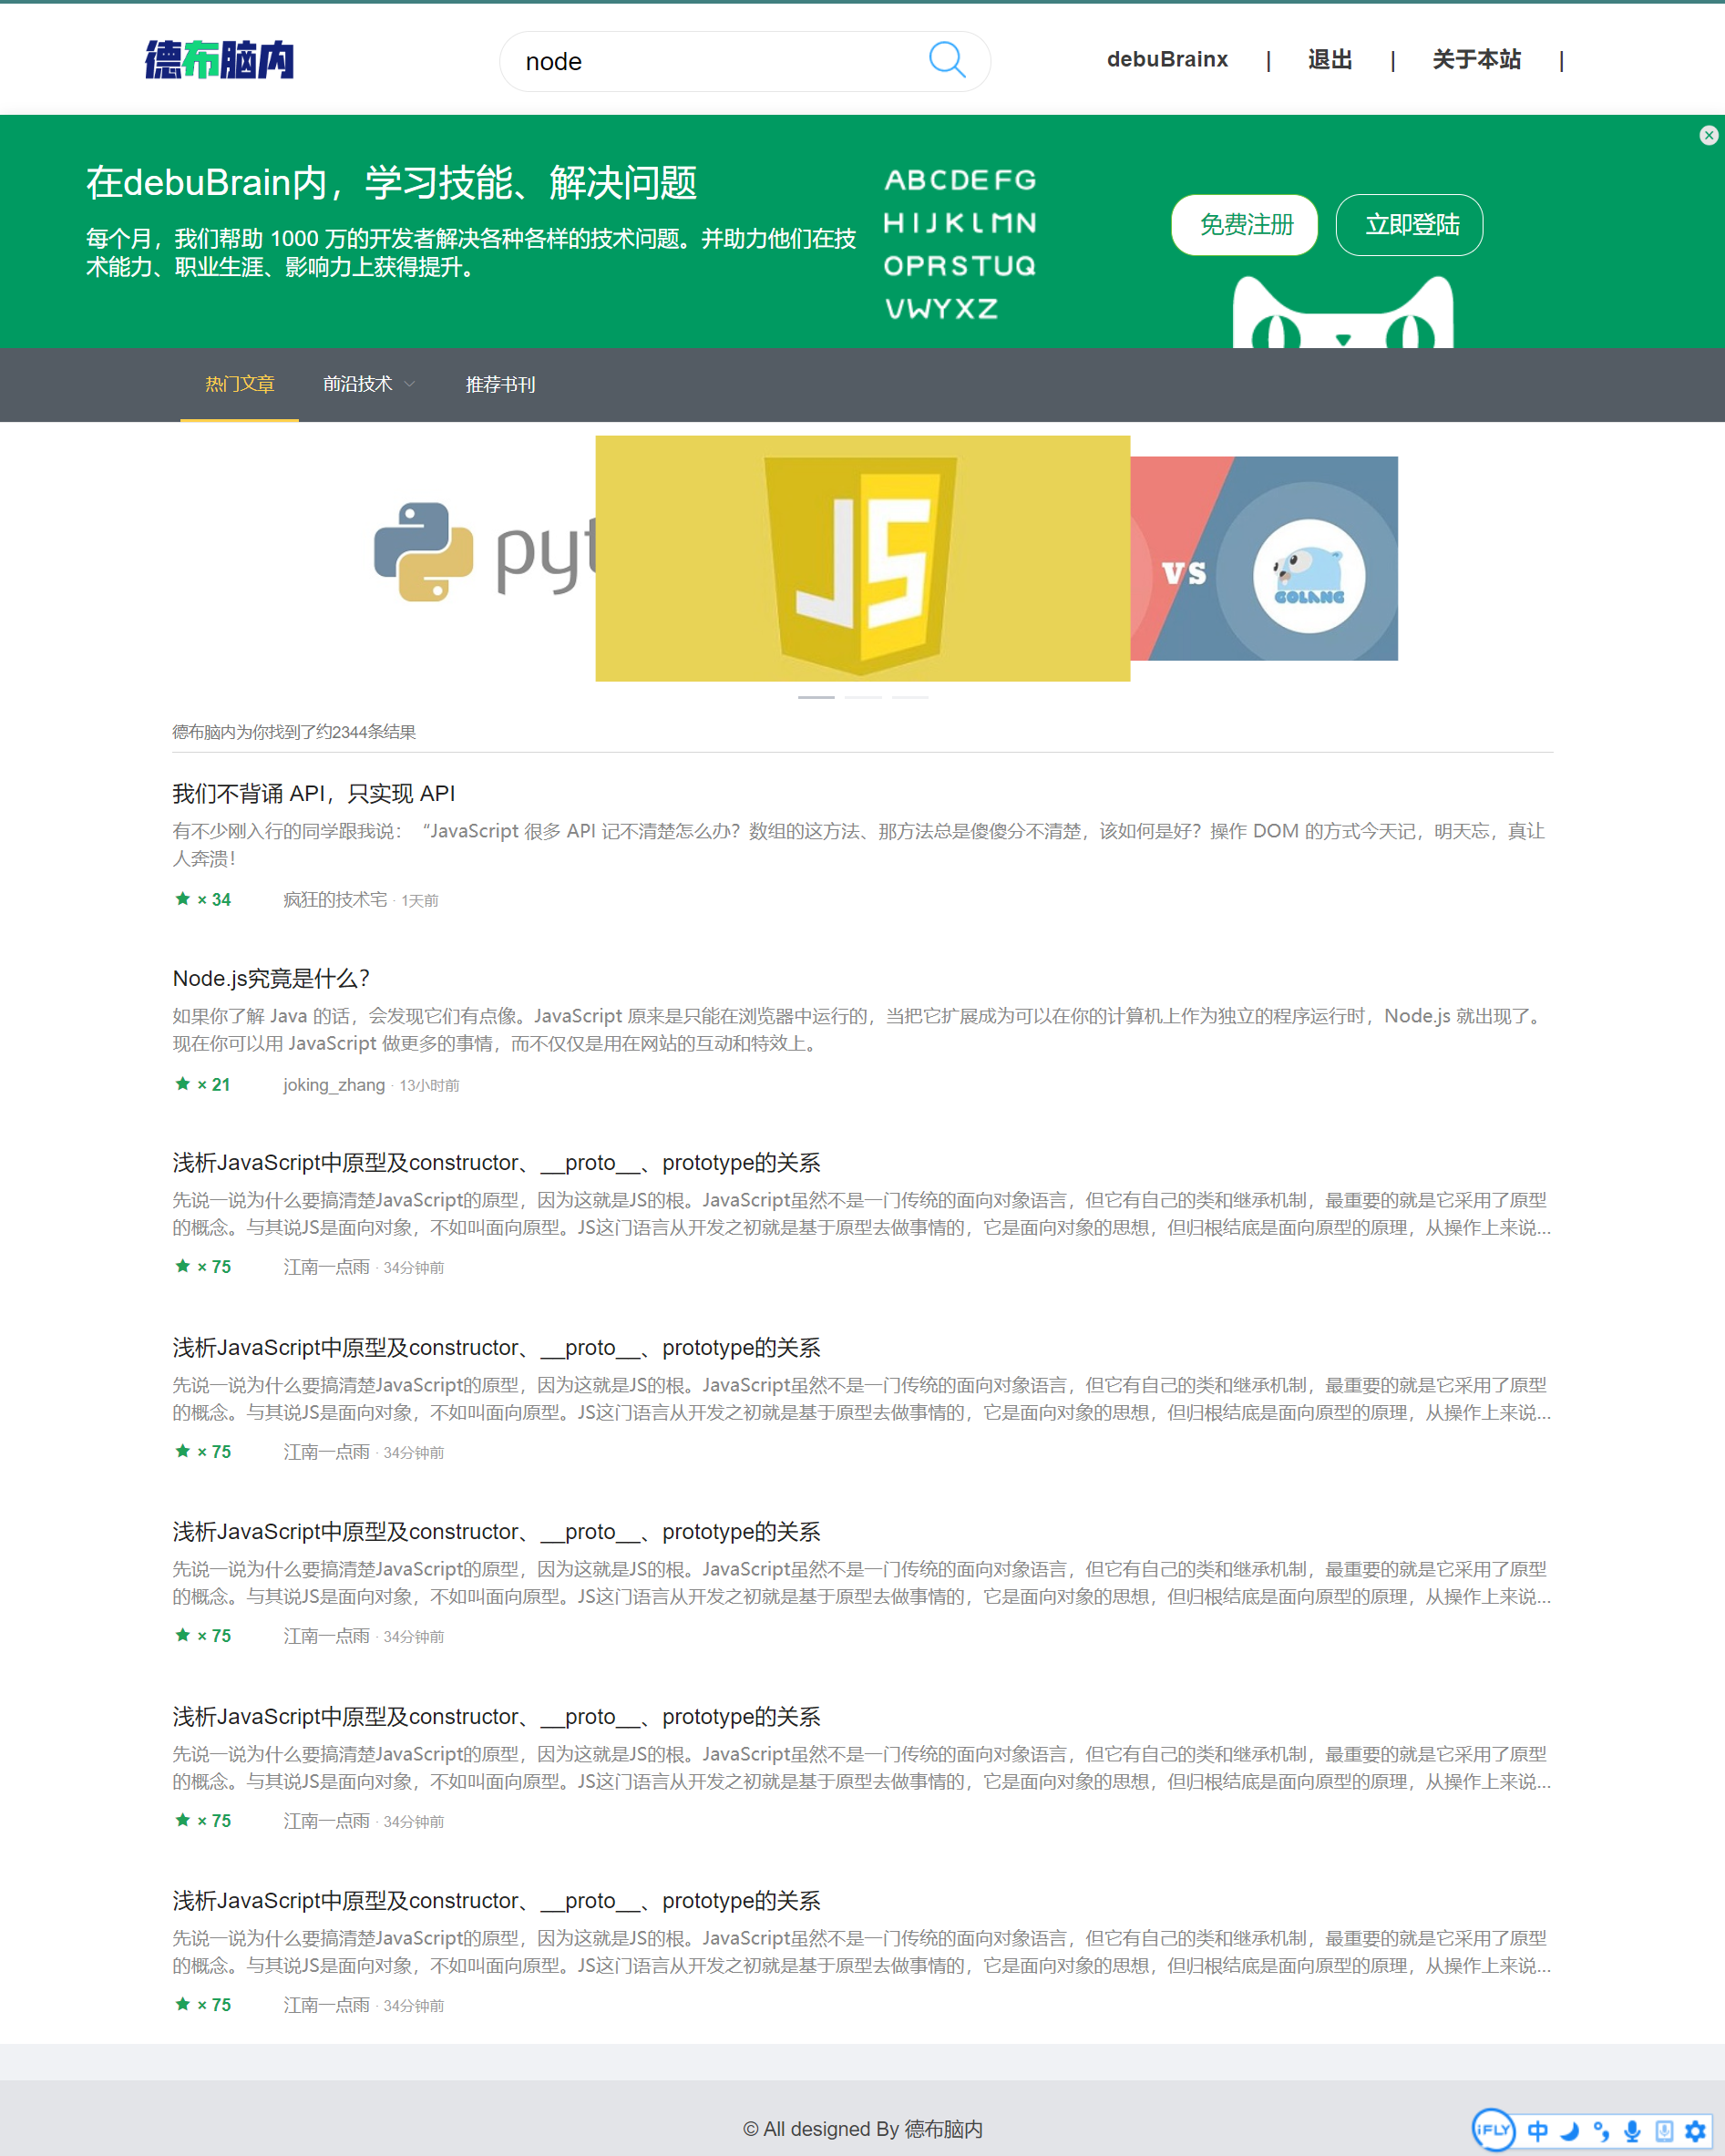 德布脑内
node
debuBrainx | 退出 | 关于本站 |
在debuBrain内，学习技能、解决问题
每个月，我们帮助 1000 万的开发者解决各种各样的技术问题。并助力他们在技
术能力、职业生涯、影响力上获得提升。
ABCDEFG
HIJKLMN
OPRSTUQ
VWYXZ
免费注册
立即登陆
热门文章
前沿技术
推荐书刊
pyt
JS
VS
GOLANG
德布脑内为你找到了约2344条结果
我们不背诵 API，只实现 API
有不少刚入行的同学跟我说：“JavaScript 很多 API 记不清楚怎么办？数组的这方法、那方法总是傻傻分不清楚，该如何是好？操作 DOM 的方式今天记，明天忘，真让
人奔溃！
× 34 疯狂的技术宅 · 1天前
Node.js究竟是什么？
如果你了解 Java 的话，会发现它们有点像。JavaScript 原来是只能在浏览器中运行的，当把它扩展成为可以在你的计算机上作为独立的程序运行时，Node.js 就出现了。
现在你可以用 JavaScript 做更多的事情，而不仅仅是用在网站的互动和特效上。
× 21 joking_zhang · 13小时前
浅析JavaScript中原型及constructor、__proto__、prototype的关系
先说一说为什么要搞清楚JavaScript的原型，因为这就是JS的根。JavaScript虽然不是一门传统的面向对象语言，但它有自己的类和继承机制，最重要的就是它采用了原型
的概念。与其说JS是面向对象，不如叫面向原型。JS这门语言从开发之初就是基于原型去做事情的，它是面向对象的思想，但归根结底是面向原型的原理，从操作上来说...
× 75 江南一点雨 · 34分钟前
浅析JavaScript中原型及constructor、__proto__、prototype的关系
先说一说为什么要搞清楚JavaScript的原型，因为这就是JS的根。JavaScript虽然不是一门传统的面向对象语言，但它有自己的类和继承机制，最重要的就是它采用了原型
的概念。与其说JS是面向对象，不如叫面向原型。JS这门语言从开发之初就是基于原型去做事情的，它是面向对象的思想，但归根结底是面向原型的原理，从操作上来说...
× 75 江南一点雨 · 34分钟前
浅析JavaScript中原型及constructor、__proto__、prototype的关系
先说一说为什么要搞清楚JavaScript的原型，因为这就是JS的根。JavaScript虽然不是一门传统的面向对象语言，但它有自己的类和继承机制，最重要的就是它采用了原型
的概念。与其说JS是面向对象，不如叫面向原型。JS这门语言从开发之初就是基于原型去做事情的，它是面向对象的思想，但归根结底是面向原型的原理，从操作上来说...
× 75 江南一点雨 · 34分钟前
浅析JavaScript中原型及constructor、__proto__、prototype的关系
先说一说为什么要搞清楚JavaScript的原型，因为这就是JS的根。JavaScript虽然不是一门传统的面向对象语言，但它有自己的类和继承机制，最重要的就是它采用了原型
的概念。与其说JS是面向对象，不如叫面向原型。JS这门语言从开发之初就是基于原型去做事情的，它是面向对象的思想，但归根结底是面向原型的原理，从操作上来说...
× 75 江南一点雨 · 34分钟前
浅析JavaScript中原型及constructor、__proto__、prototype的关系
先说一说为什么要搞清楚JavaScript的原型，因为这就是JS的根。JavaScript虽然不是一门传统的面向对象语言，但它有自己的类和继承机制，最重要的就是它采用了原型
的概念。与其说JS是面向对象，不如叫面向原型。JS这门语言从开发之初就是基于原型去做事情的，它是面向对象的思想，但归根结底是面向原型的原理，从操作上来说...
× 75 江南一点雨 · 34分钟前
© All designed By 德布脑内
iFLY 中